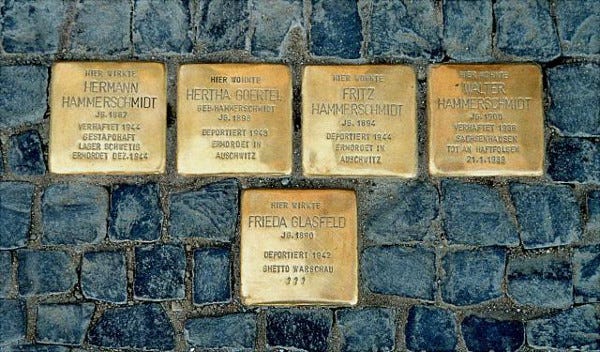 HIER WIRKTE
HERMANN
HAMMERSCHMIDT
JG.
VERHAFTET 1944
GESTAPOHAFT
LAGER SCHWETIG
ERMORDET DEZ.1944
HIER WOHNTE
HERTHA GOERTEL
GEB.HAMMERSCHMIDT
JG.
DEPORTIERT 1943
ERMORDET IN
AUSCHWITZ
HIER WOHNTE
FRITZ
HAMMERSCHMIDT
JG. 1894
DEPORTIERT 1944
ERMORDET IN
AUSCHWITZ
HIER WOHNTE
WALTER
HAMMERSCHMIDT
JG. 1900
VERHAFTET 1938
SACHSENHAUSEN
TOT AN HAFTFOLGEN
21.1.1939
HIER WIRKTE
FRIEDA GLASFELD
JG. 1890
DEPORTIERT 1942
GHETTO WARSCHAU
???